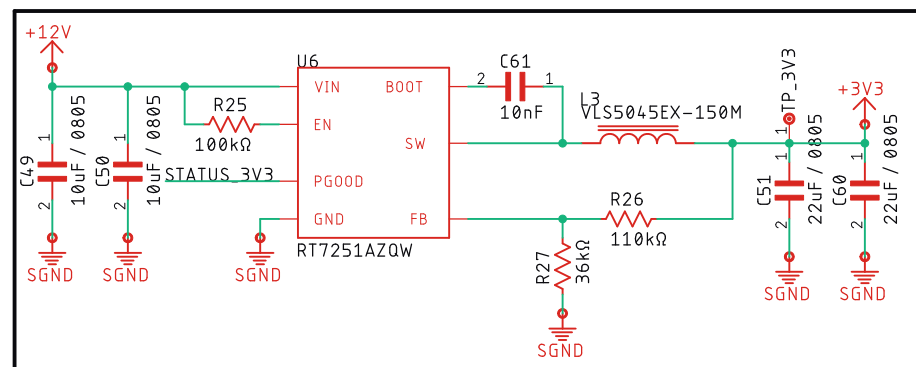 +12V
U6
VIN
BOOT
2
C61
1
10nF
L3
VLS5045EX-150M
TP_3V3
1
+3V3
R25
100kΩ
EN
SW
C49
1
2
10uF / 0805
C50
1
2
10uF / 0805
STATUS_3V3
PGOOD
GND
FB
R26
110kΩ
C51
1
2
22uF / 0805
C60
1
2
22uF / 0805
RT7251AZQW
R27
36kΩ
SGND
SGND
SGND
SGND
SGND
SGND